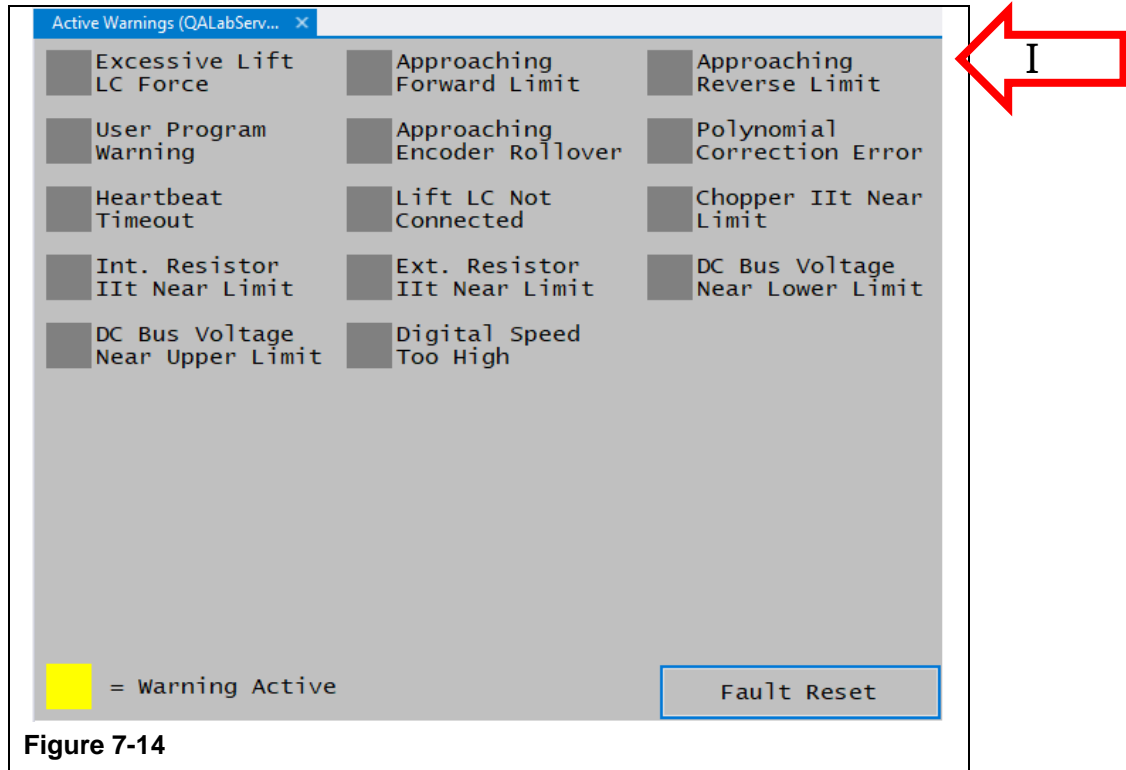 Active Warnings (QALabServ... ×
Excessive Lift
LC Force
Approaching
Forward Limit
Approaching
Reverse Limit
I
User Program
Warning
Approaching
Encoder Rollover
Polynomial
Correction Error
Heartbeat
Timeout
Lift LC Not
Connected
Chopper IIt Near
Limit
Int. Resistor
IIt Near Limit
Ext. Resistor
IIt Near Limit
DC Bus Voltage
Near Lower Limit
DC Bus Voltage
Near Upper Limit
Digital Speed
Too High
= Warning Active
Fault Reset
Figure 7-14